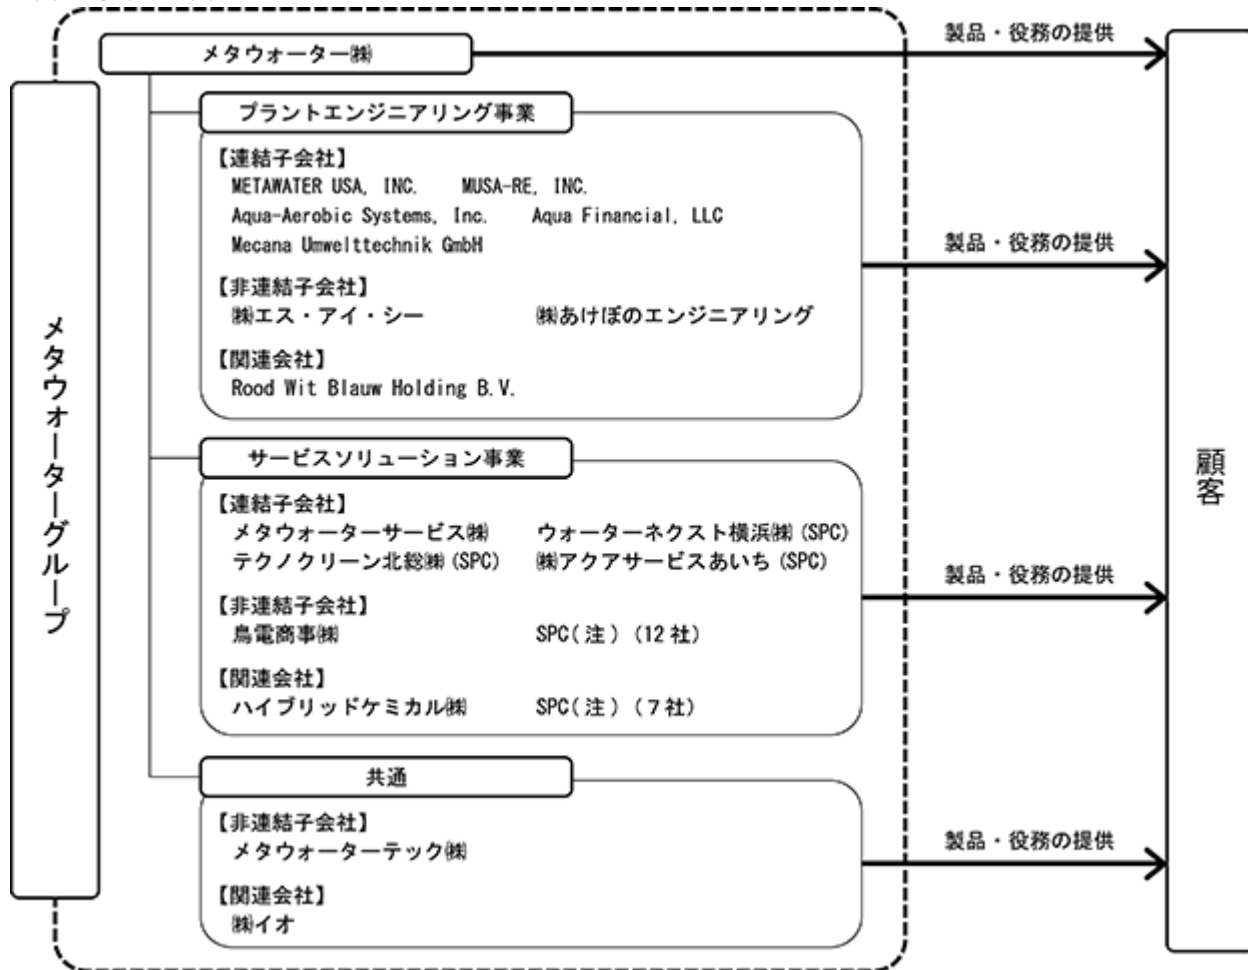 メタウォーター㈱
製品・役務の提供
メタウォーターグループ
プラントエンジニアリング事業
【連結子会社】
METAWATER USA, INC. MUSA-RE, INC.
Aqua-Aerobic Systems, Inc. Aqua Financial, LLC
Mecana Umwelttechnik GmbH
【非連結子会社】
㈱エス・アイ・シー ㈱あけぼのエンジニアリング
【関連会社】
Rood Wit Blauw Holding B.V.
製品・役務の提供
サービスソリューション事業
【連結子会社】
メタウォーターサービス㈱ ウォーターネクスト横浜㈱(SPC)
テクノクリーン北総㈱(SPC) ㈱アクアサービスあいち(SPC)
【非連結子会社】
鳥電商事㈱ SPC(注)(12社)
【関連会社】
ハイブリッドケミカル㈱ SPC(注)(7社)
製品・役務の提供
共通
【非連結子会社】
メタウォーターテック㈱
【関連会社】
㈱イオ
製品・役務の提供
顧客